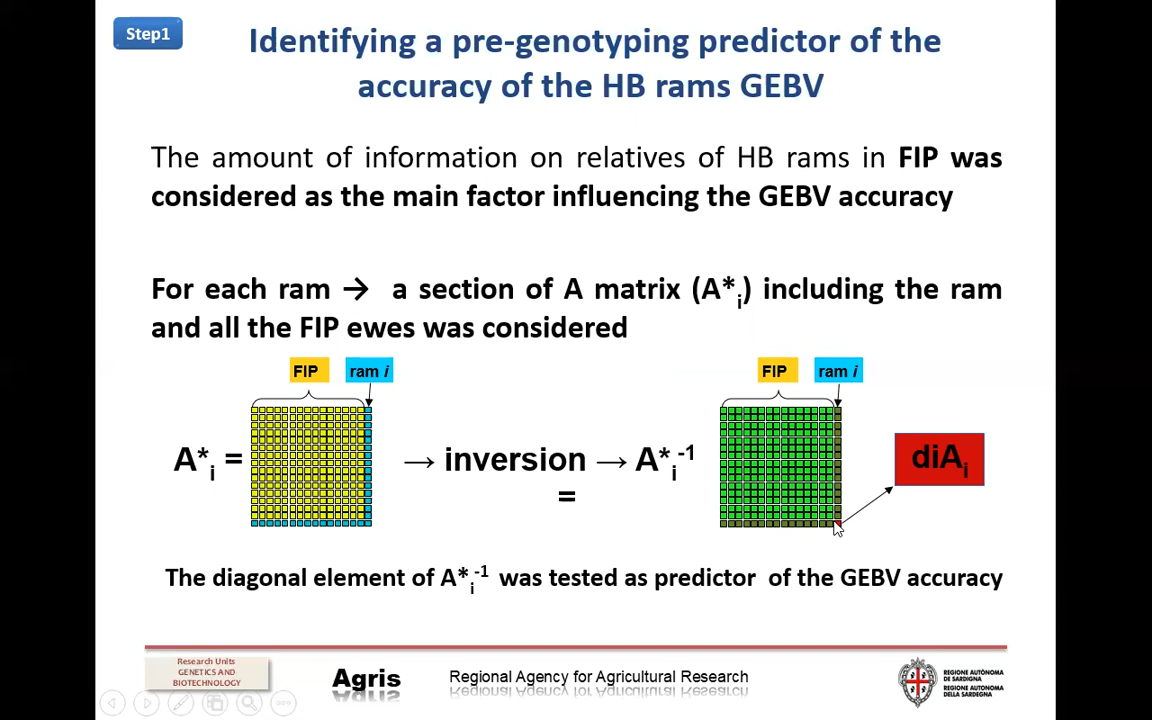 Step1
Identifying a pre-genotyping predictor of the
accuracy of the HB rams GEBV
The amount of information on relatives of HB rams in FIP was
considered as the main factor influencing the GEBV accuracy
For each ram → a section of A matrix (A*i) including the ram
and all the FIP ewes was considered
FIP ram i
FIP ram i
A*i = → inversion → A*i-1
=
diAi
The diagonal element of A*i-1 was tested as predictor of the GEBV accuracy
Research Units
GENETICS AND
BIOTECHNOLOGY
Agris
Regional Agency for Agricultural Research
REGIONE AUTÒNOMA
DE SARDIGNA
REGIONE AUTONOMA
DELLA SARDEGNA